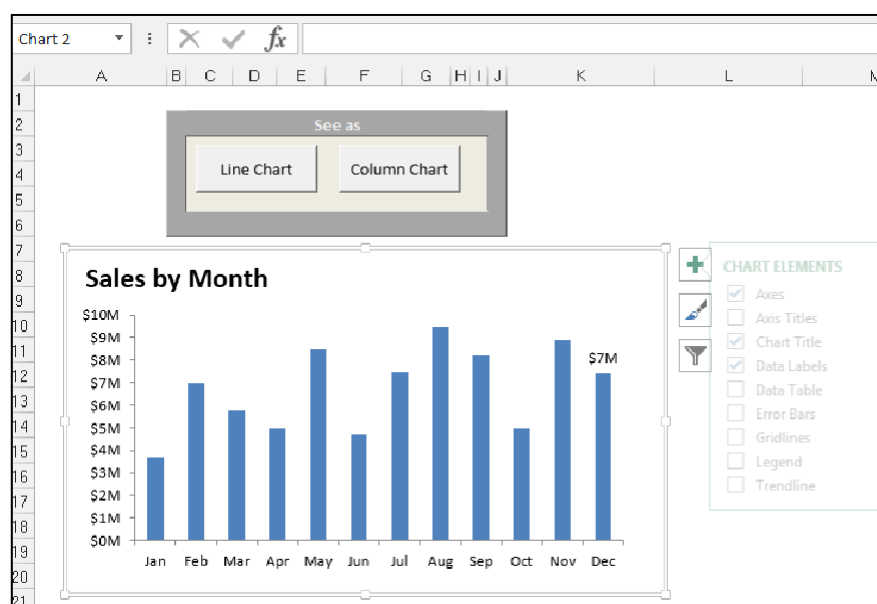 Chart 2 fx
A B C D E F G H I J K L M
1
2 See as
3
4 Line Chart Column Chart
5
6
7
8 Sales by Month CHART ELEMENTS
9 Axes
10 $10M Axis Titles
11 $9M Chart Title
12 $8M $7M Data Labels
13 $7M Data Table
14 $6M Error Bars
15 $5M Gridlines
16 $4M Legend
17 $3M Trendline
18 $2M
19 $1M
20 $0M
21 Jan Feb Mar Apr May Jun Jul Aug Sep Oct Nov Dec